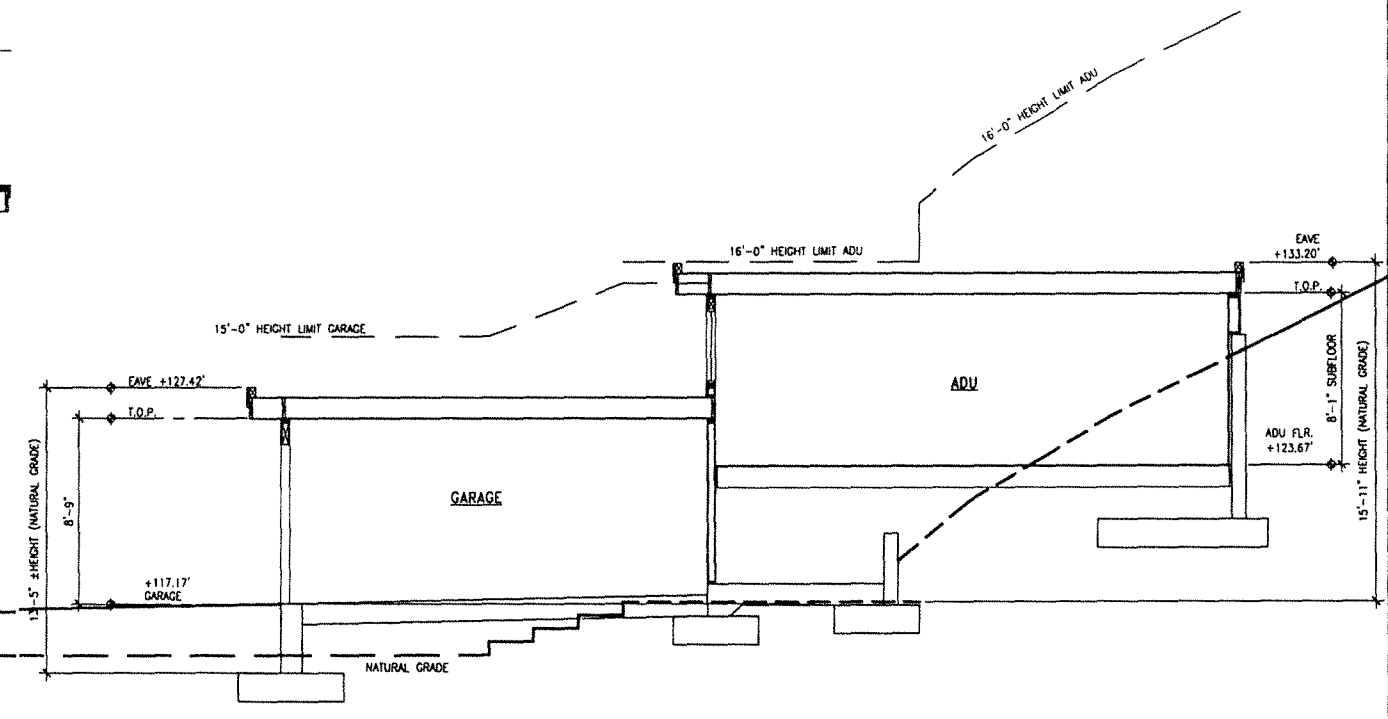 16'-0" HEIGHT LIMIT ADU
16'-0" HEIGHT LIMIT ADU
EAVE
+133.20'
T.O.P.
15'-0" HEIGHT LIMIT GARAGE
EAVE +127.42'
T.O.P.
ADU
8'-1" SUBFLOOR
15'-11" HEIGHT (NATURAL GRADE)
ADU FLR.
+123.67'
GARAGE
8'-9"
13'-5" ±HEIGHT (NATURAL GRADE)
+117.17'
GARAGE
NATURAL GRADE